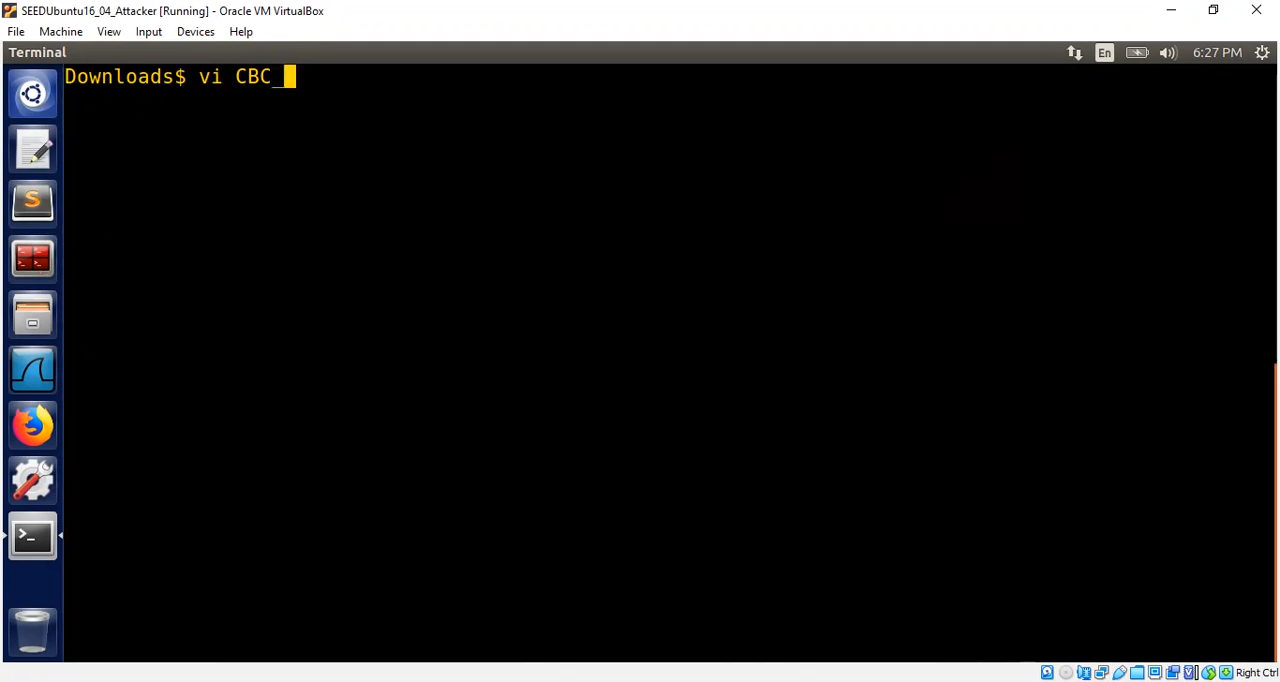 SEEDUbuntu16_04_Attacker [Running] - Oracle VM VirtualBox
File Machine View Input Devices Help
Terminal En 6:27 PM
Downloads$ vi CBC_
Right Ctrl